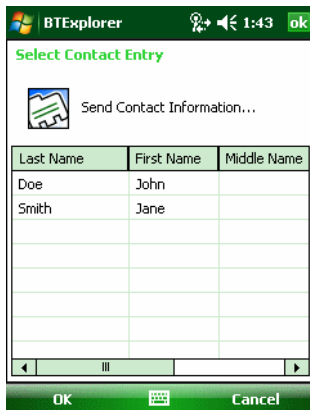 BTExplorer 1:43 ok
Select Contact Entry
Send Contact Information...
Last Name First Name Middle Name
Doe John
Smith Jane
OK Cancel